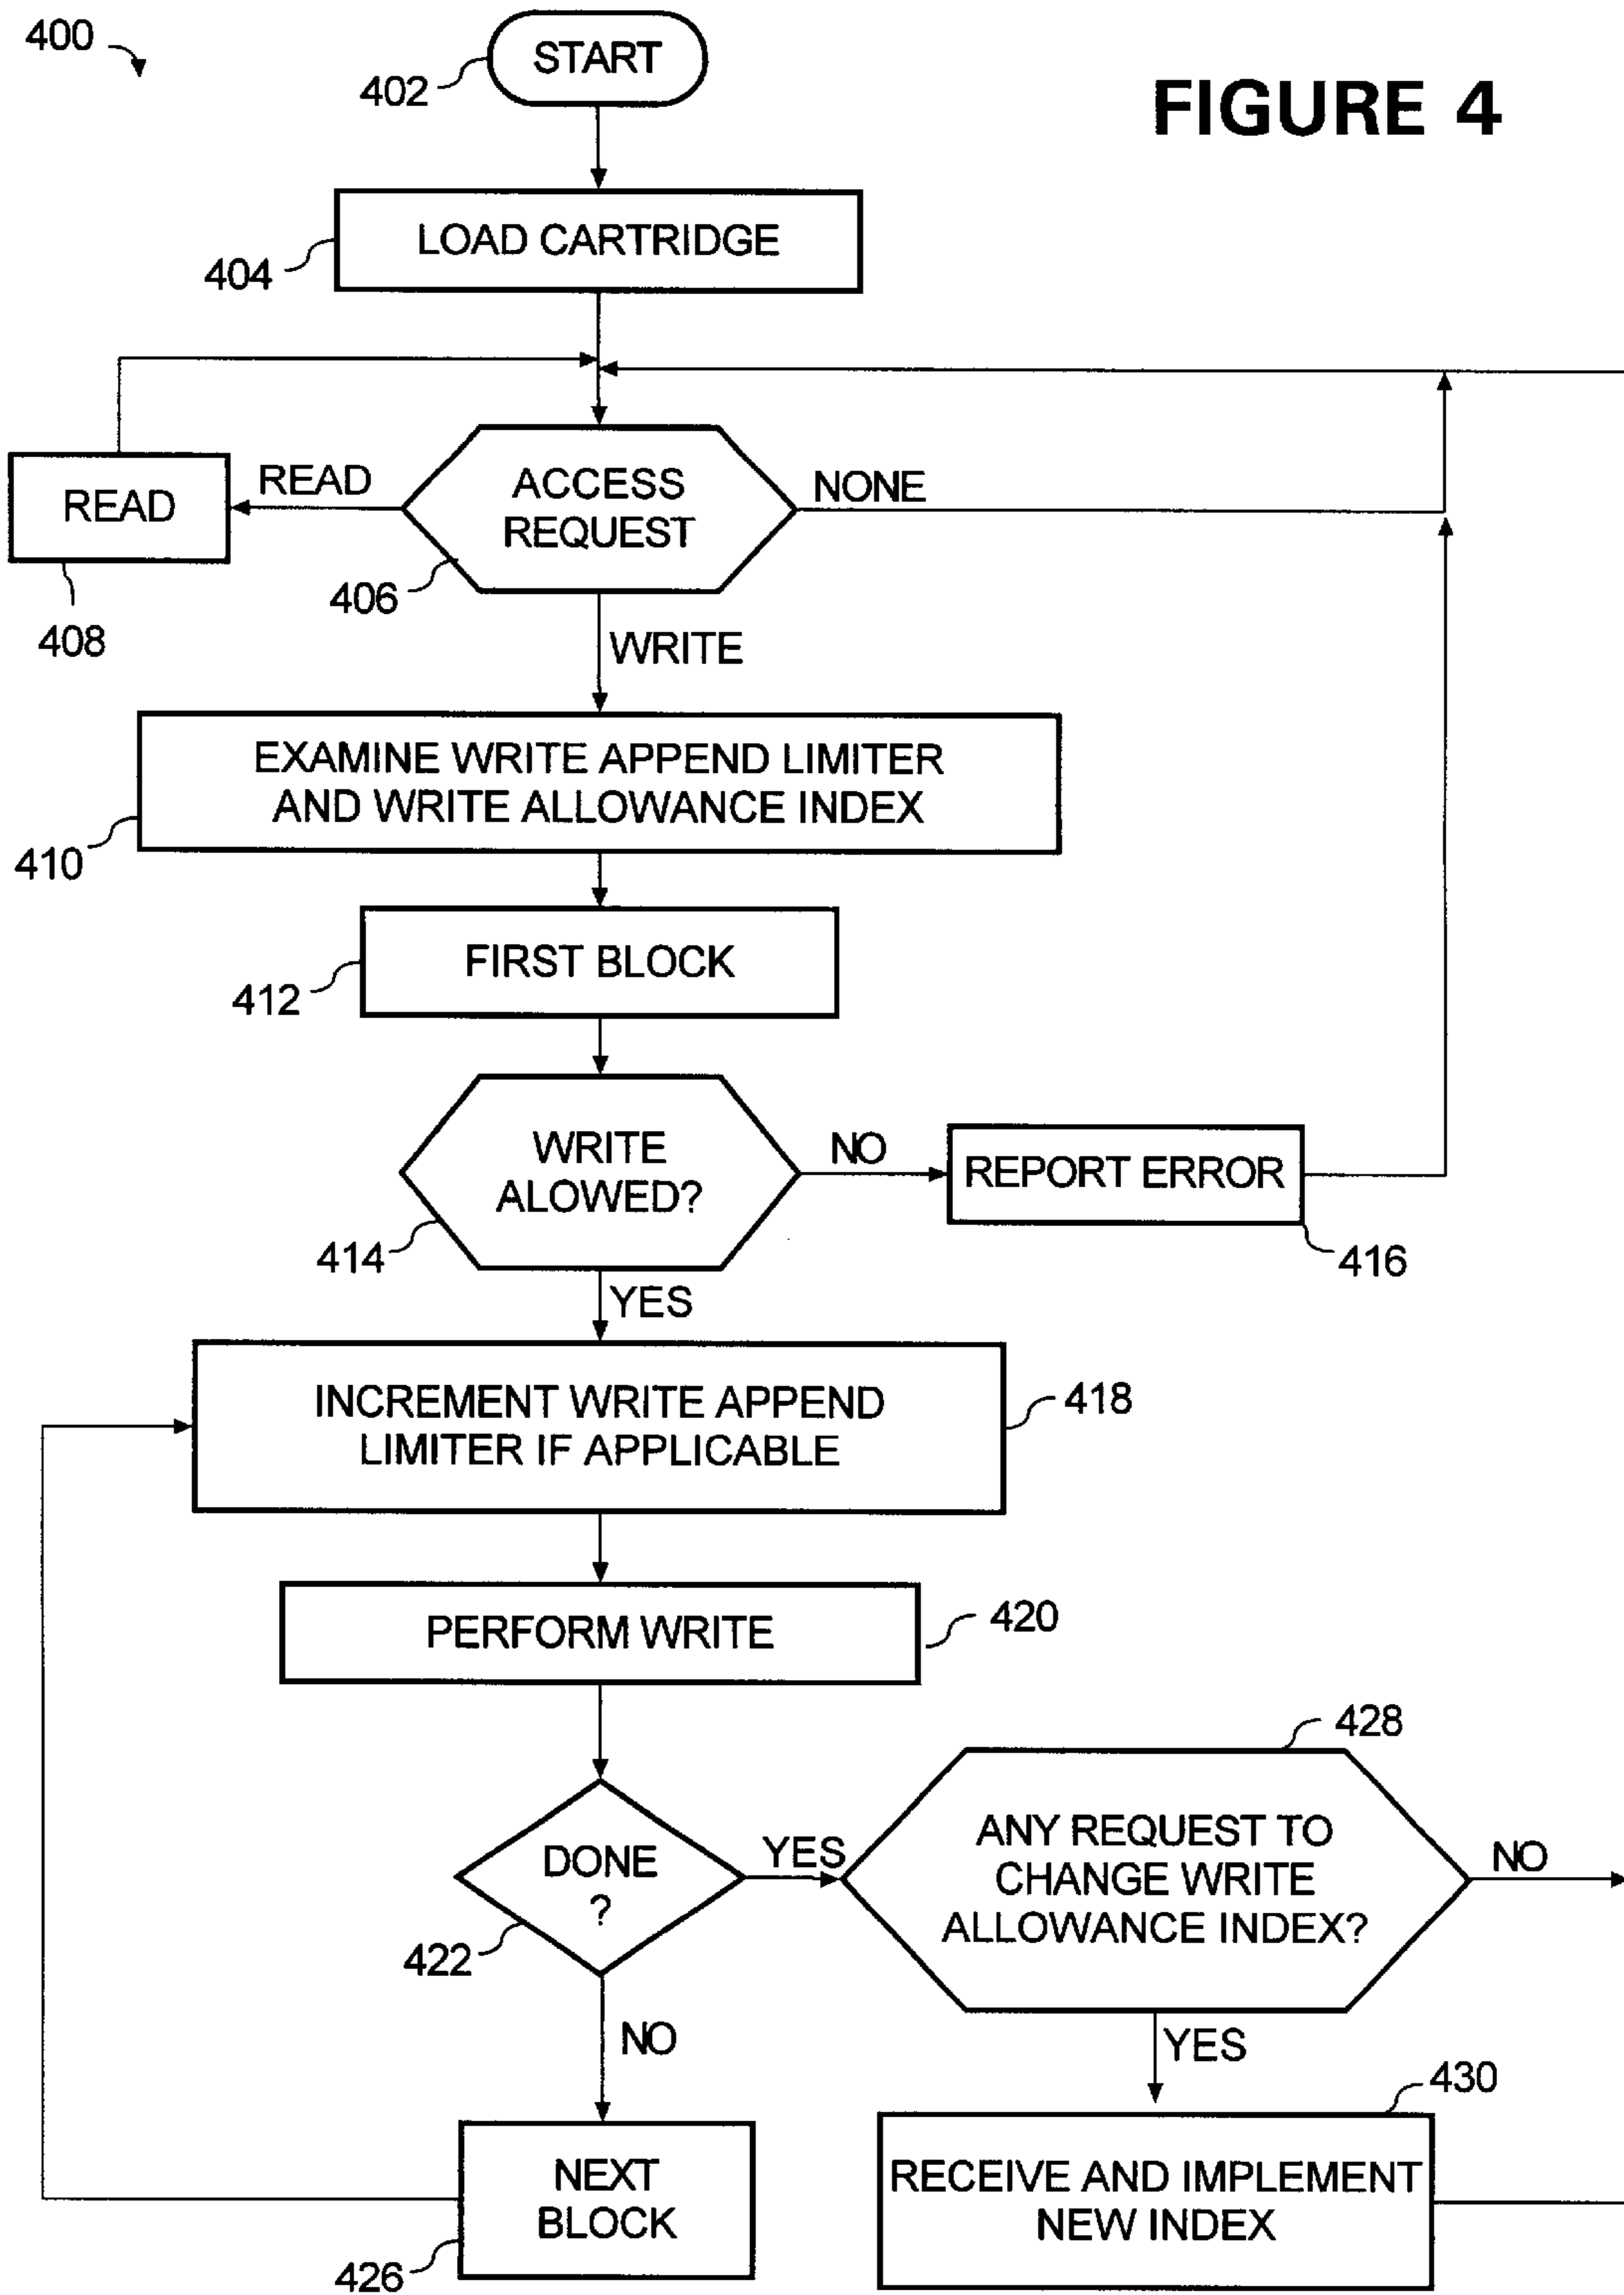 400
START
402
FIGURE 4
LOAD CARTRIDGE
404
READ
READ
ACCESS
REQUEST
NONE
406
408
WRITE
EXAMINE WRITE APPEND LIMITER
AND WRITE ALLOWANCE INDEX
410
FIRST BLOCK
412
WRITE
ALOWED?
NO
REPORT ERROR
414
416
YES
INCREMENT WRITE APPEND
LIMITER IF APPLICABLE
418
PERFORM WRITE
420
428
DONE
?
YES
ANY REQUEST TO
CHANGE WRITE
ALLOWANCE INDEX?
NO
422
NO
YES
430
NEXT
BLOCK
RECEIVE AND IMPLEMENT
NEW INDEX
426